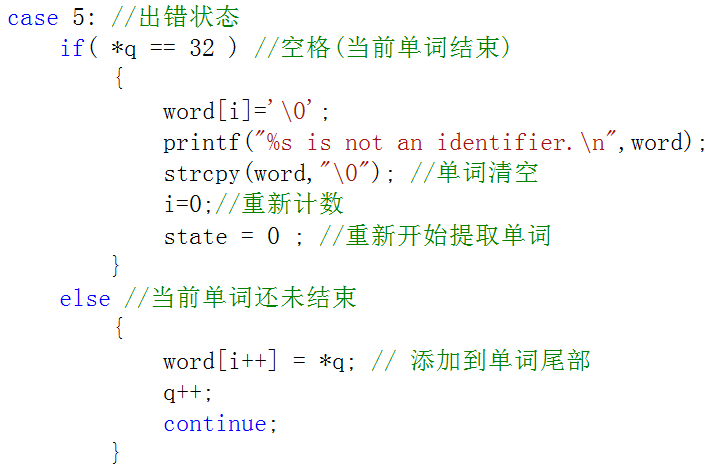 case 5: //出错状态
if( *q == 32 ) //空格(当前单词结束)
{
word[i]='\0';
printf("%s is not an identifier.\n",word);
strcpy(word,"\0"); //单词清空
i=0;//重新计数
state = 0 ; //重新开始提取单词
}
else //当前单词还未结束
{
word[i++] = *q; // 添加到单词尾部
q++;
continue;
}